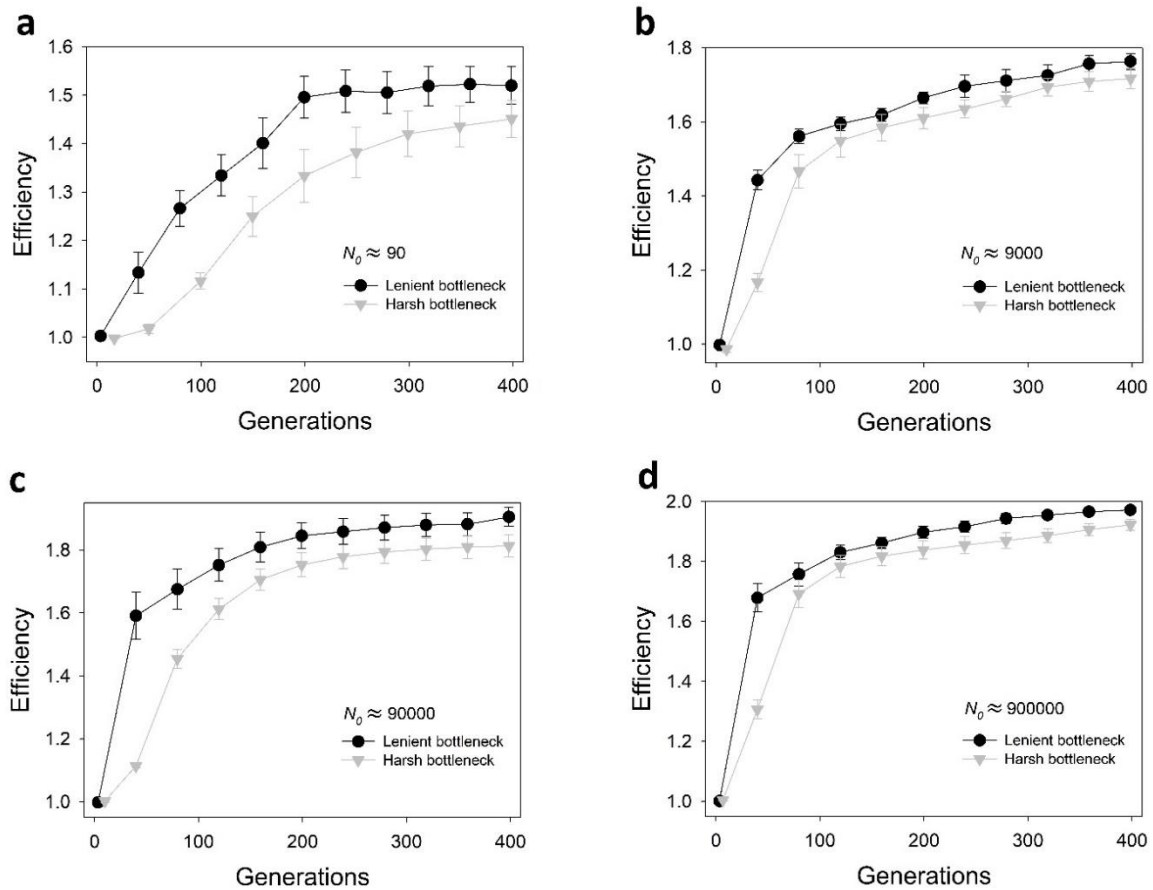 a
1.6
1.5
1.4
1.3
1.2
1.1
1.0
Efficiency
N0 ≈ 90
Lenient bottleneck
Harsh bottleneck
0 100 200 300 400
Generations
b
1.8
1.6
1.4
1.2
1.0
Efficiency
N0 ≈ 9000
Lenient bottleneck
Harsh bottleneck
0 100 200 300 400
Generations
c
1.8
1.6
1.4
1.2
1.0
Efficiency
N0 ≈ 90000
Lenient bottleneck
Harsh bottleneck
0 100 200 300 400
Generations
d
2.0
1.8
1.6
1.4
1.2
1.0
Efficiency
N0 ≈ 900000
Lenient bottleneck
Harsh bottleneck
0 100 200 300 400
Generations